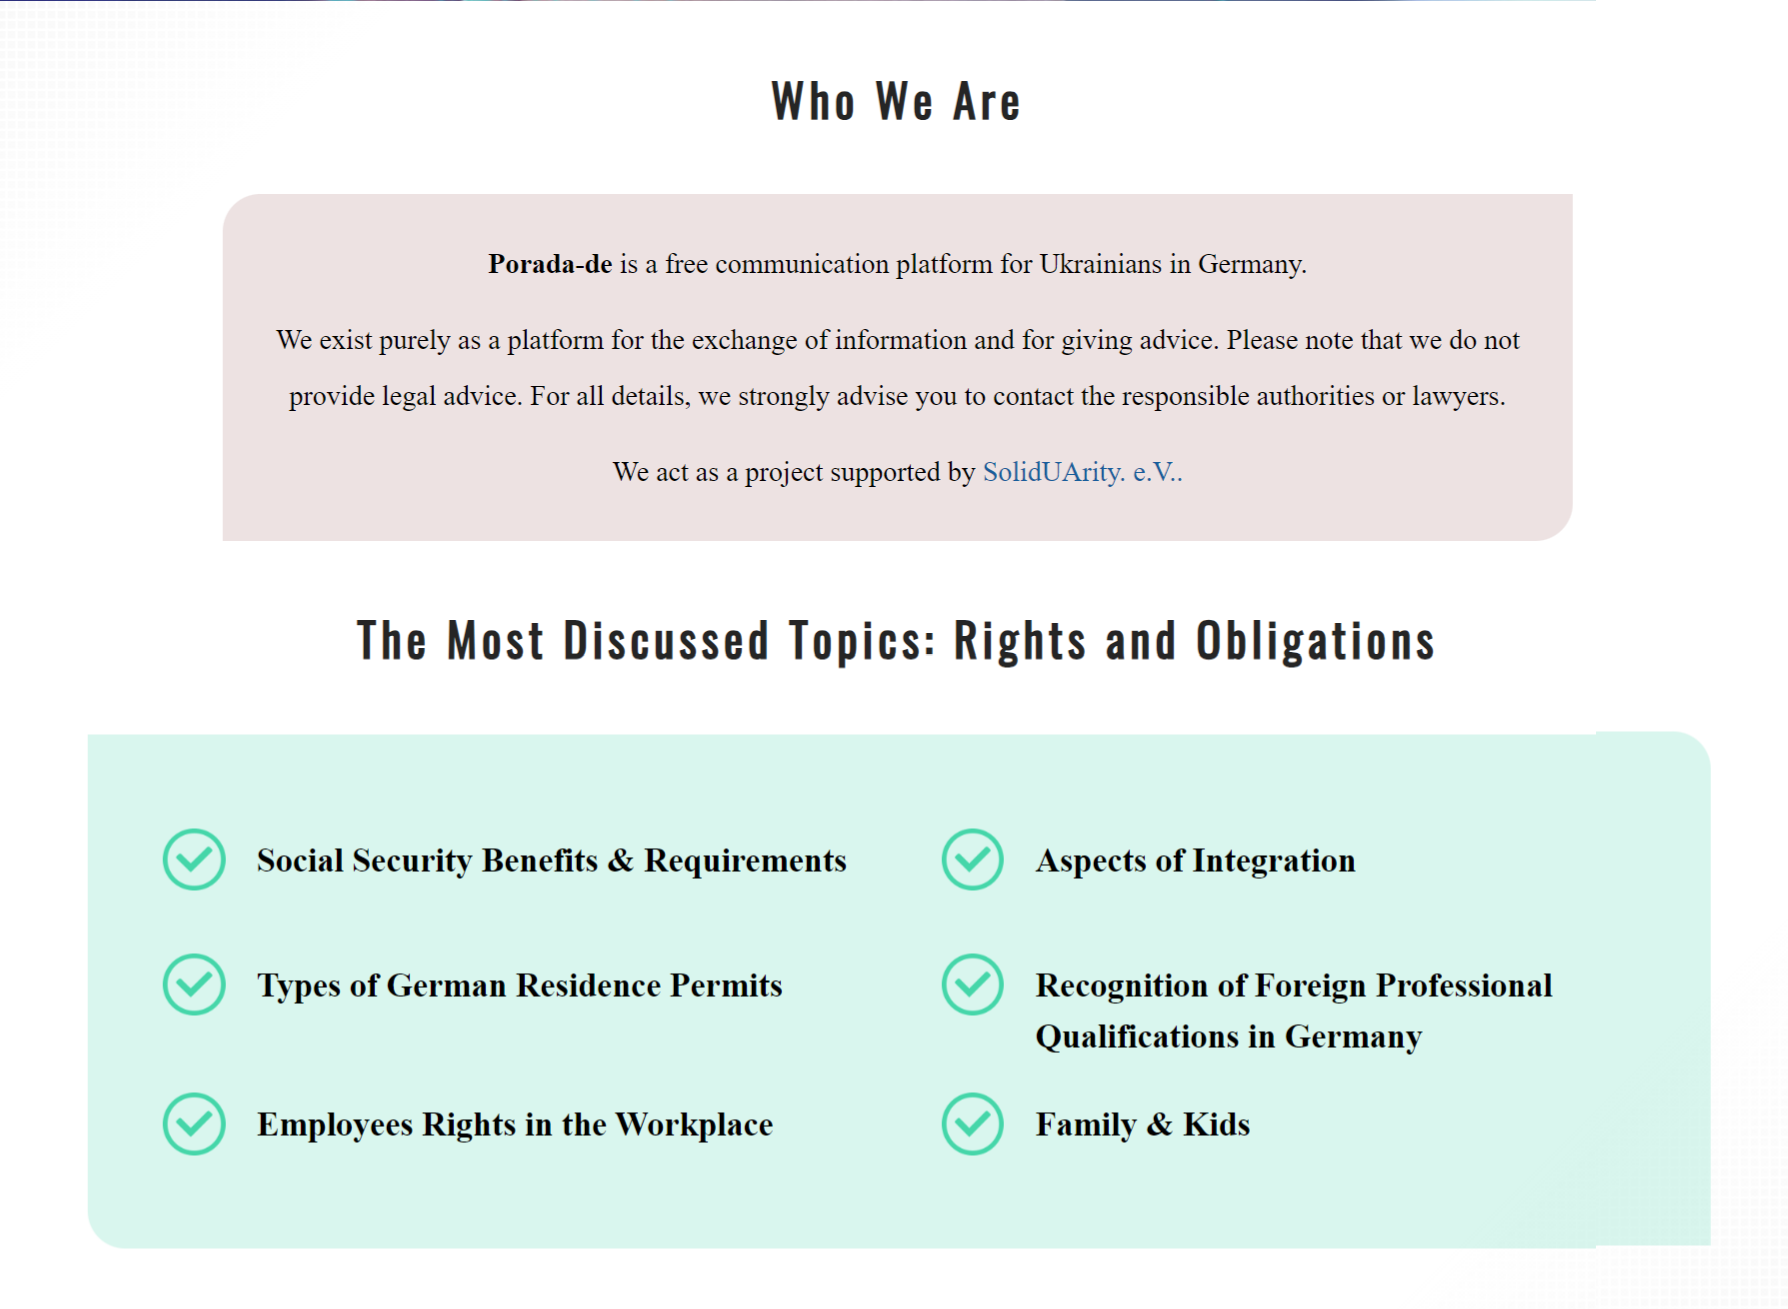 Who We Are
Porada-de is a free communication platform for Ukrainians in Germany.
We exist purely as a platform for the exchange of information and for giving advice. Please note that we do not
provide legal advice. For all details, we strongly advise you to contact the responsible authorities or lawyers.
We act as a project supported by SolidUArity. e.V..
The Most Discussed Topics: Rights and Obligations
Social Security Benefits & Requirements
Aspects of Integration
Types of German Residence Permits
Recognition of Foreign Professional
Qualifications in Germany
Employees Rights in the Workplace
Family & Kids